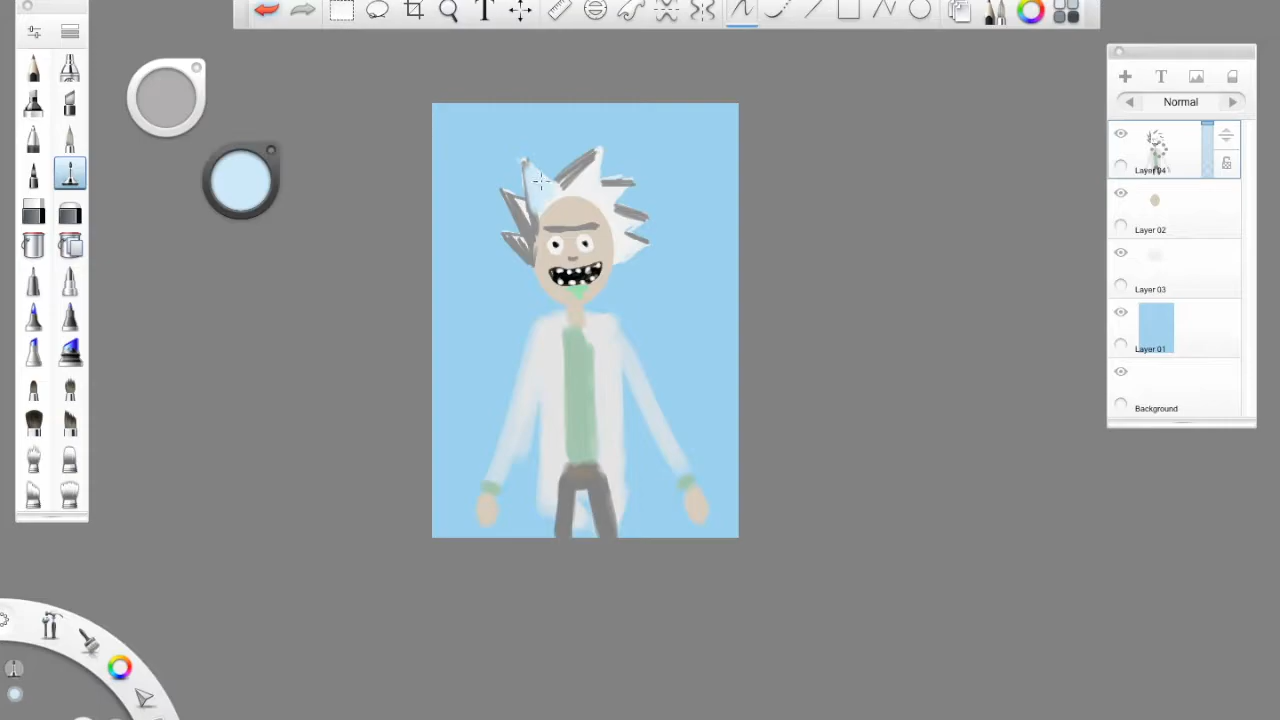 T
T
Normal
Layer 04
Layer 02
Layer 03
Layer 01
Background